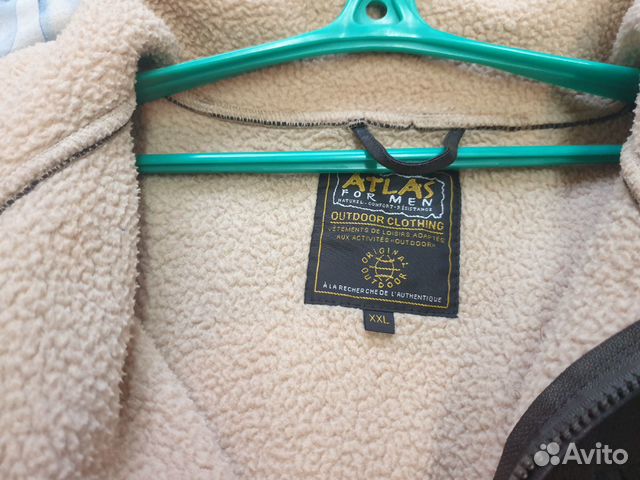 ATLAS
FOR MEN
NATUREL-CONFORT-RÉSISTANCE
OUTDOOR CLOTHING
VÊTEMENTS DE LOISIRS ADAPTÉS
AUX ACTIVITÉS «OUTDOOR»
ORIGINAL
OUTDOOR
À LA RECHERCHE DE L'AUTHENTIQUE
XXL
Avito